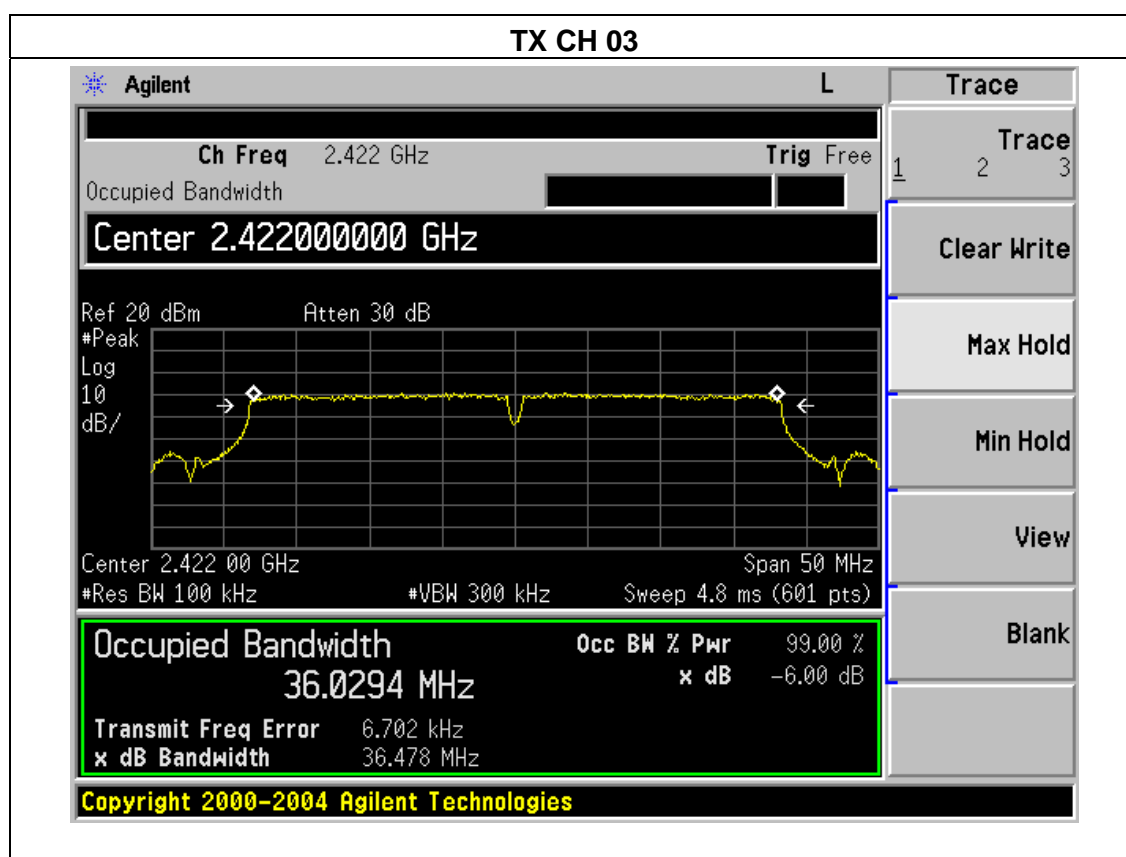 TX CH 03
Agilent L Trace
Ch Freq 2.422 GHz Trig Free
Occupied Bandwidth
Center 2.422000000 GHz
Ref 20 dBm Atten 30 dB
#Peak
Log
10
dB/
Center 2.422 00 GHz Span 50 MHz
#Res BW 100 kHz #VBW 300 kHz Sweep 4.8 ms (601 pts)
Occupied Bandwidth Occ BW % Pwr 99.00 %
36.0294 MHz x dB -6.00 dB
Transmit Freq Error 6.702 kHz
x dB Bandwidth 36.478 MHz
Trace
1 2 3
Clear Write
Max Hold
Min Hold
View
Blank
Copyright 2000-2004 Agilent Technologies